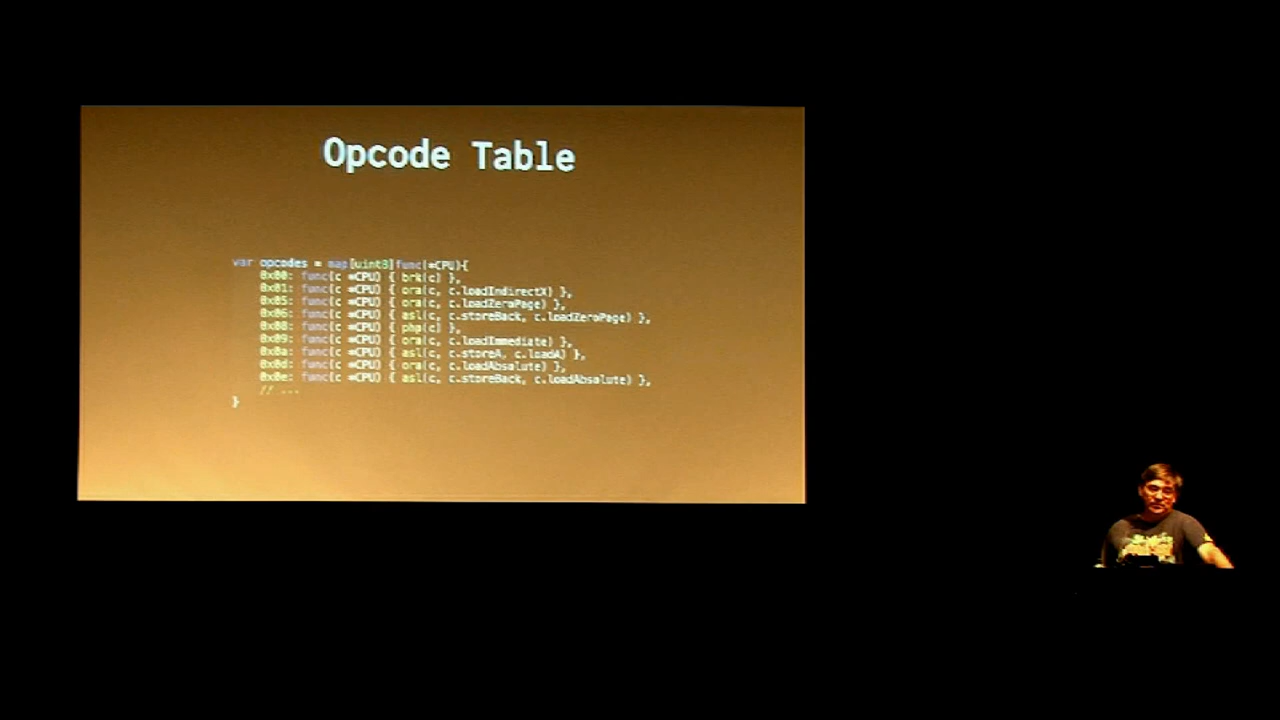 Opcode Table
var opcodes = map[uint8]func(*CPU){
0x00: func(c *CPU) { brk(c) },
0x01: func(c *CPU) { ora(c, c.loadIndirectX) },
0x05: func(c *CPU) { ora(c, c.loadZeroPage) },
0x06: func(c *CPU) { asl(c, c.storeBack, c.loadZeroPage) },
0x08: func(c *CPU) { php(c) },
0x09: func(c *CPU) { ora(c, c.loadImmediate) },
0x0a: func(c *CPU) { asl(c, c.storeA, c.loadA) },
0x0d: func(c *CPU) { ora(c, c.loadAbsolute) },
0x0e: func(c *CPU) { asl(c, c.storeBack, c.loadAbsolute) },
// ...
}